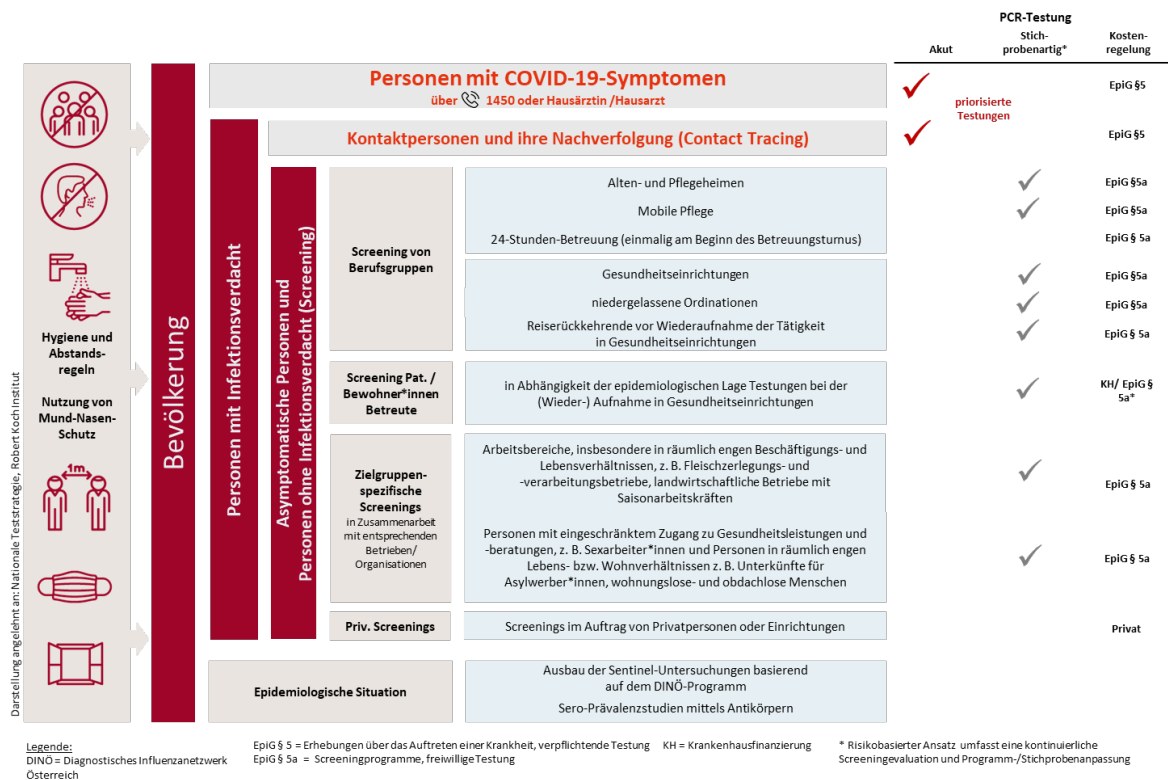 PCR-Testung
Akut
Stich-
probenartig*
Kosten-
regelung
Darstellung angelehnt an: Nationale Teststrategie, Robert Koch Institut
Hygiene und
Abstands-
regeln
Nutzung von
Mund-Nasen-
Schutz
1m
Bevölkerung
Personen mit COVID-19-Symptomen
über 1450 oder Hausärztin /Hausarzt
EpiG §5
priorisierte
Testungen
Personen mit Infektionsverdacht
Kontaktpersonen und ihre Nachverfolgung (Contact Tracing)
EpiG §5
Asymptomatische Personen und
Personen ohne Infektionsverdacht (Screening)
Screening von
Berufsgruppen
Alten- und Pflegeheimen
EpiG §5a
Mobile Pflege
EpiG §5a
24-Stunden-Betreuung (einmalig am Beginn des Betreuungsturnus)
EpiG § 5a
Gesundheitseinrichtungen
EpiG §5a
niedergelassene Ordinationen
EpiG §5a
Reiserückkehrende vor Wiederaufnahme der Tätigkeit
in Gesundheitseinrichtungen
EpiG § 5a
Screening Pat. /
Bewohner*innen
Betreute
in Abhängigkeit der epidemiologischen Lage Testungen bei der
(Wieder-) Aufnahme in Gesundheitseinrichtungen
KH/ EpiG §
5a*
Zielgruppen-
spezifische
Screenings
in Zusammenarbeit
mit entsprechenden
Betrieben/
Organisationen
Arbeitsbereiche, insbesondere in räumlich engen Beschäftigungs- und
Lebensverhältnissen, z. B. Fleischzerlegungs- und
-verarbeitungsbetriebe, landwirtschaftliche Betriebe mit
Saisonarbeitskräften
EpiG § 5a
Personen mit eingeschränktem Zugang zu Gesundheitsleistungen und
-beratungen, z. B. Sexarbeiter*innen und Personen in räumlich engen
Lebens- bzw. Wohnverhältnissen z. B. Unterkünfte für
Asylwerber*innen, wohnungslose- und obdachlose Menschen
EpiG § 5a
Priv. Screenings
Screenings im Auftrag von Privatpersonen oder Einrichtungen
Privat
Epidemiologische Situation
Ausbau der Sentinel-Untersuchungen basierend
auf dem DINÖ-Programm
Sero-Prävalenzstudien mittels Antikörpern
Legende:
DINÖ = Diagnostisches Influenzanetzwerk
Österreich
EpiG § 5 = Erhebungen über das Auftreten einer Krankheit, verpflichtende Testung
EpiG § 5a = Screeningprogramme, freiwillige Testung
KH = Krankenhausfinanzierung
* Risikobasierter Ansatz umfasst eine kontinuierliche
Screeningevaluation und Programm-/Stichprobenanpassung